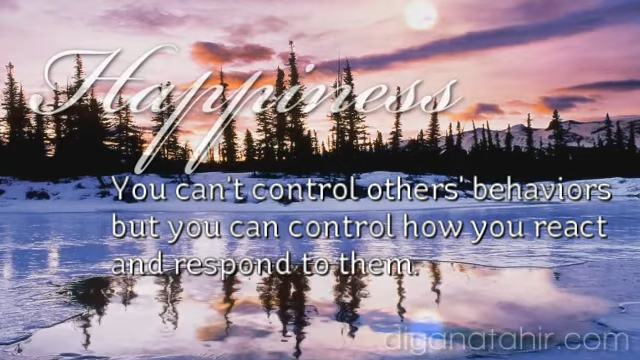 Happiness
You can't control others' behaviors
but you can control how you react
and respond to them.
diganatahir.com